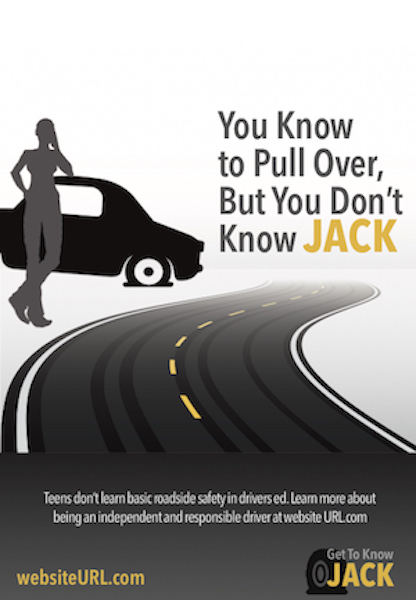 You Know
to Pull Over,
But You Don't
Know JACK
Teens don't learn basic roadside safety in drivers ed. Learn more about
being an independent and responsible driver at website URL.com
websiteURL.com
Get To Know
JACK